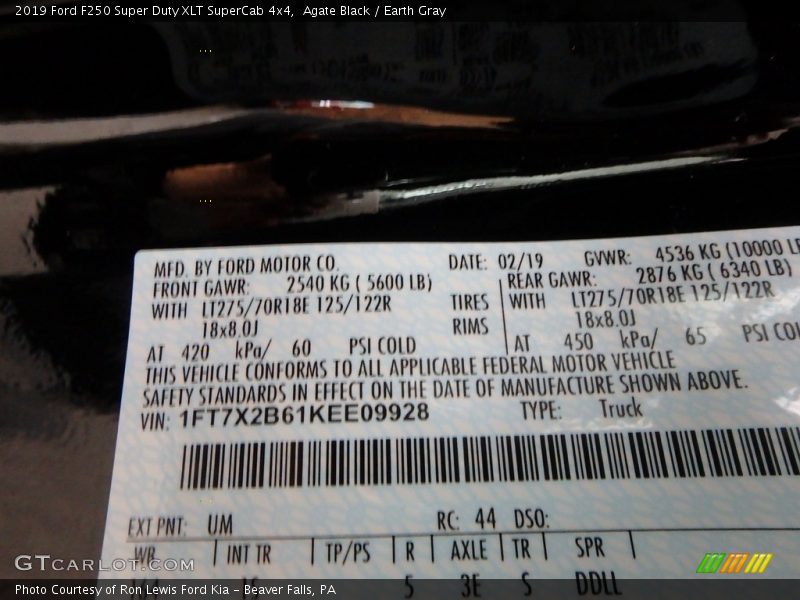 2019 Ford F250 Super Duty XLT SuperCab 4x4, Agate Black / Earth Gray
MFD. BY FORD MOTOR CO. DATE: 02/19 GVWR: 4536 KG (10000 LB
FRONT GAWR: 2540 KG ( 5600 LB) REAR GAWR: 2876 KG ( 6340 LB)
WITH LT275/70R18E 125/122R TIRES WITH LT275/70R18E 125/122R
18x8.0J RIMS 18x8.0J
AT 420 kPa/ 60 PSI COLD AT 450 kPa/ 65 PSI COL
THIS VEHICLE CONFORMS TO ALL APPLICABLE FEDERAL MOTOR VEHICLE
SAFETY STANDARDS IN EFFECT ON THE DATE OF MANUFACTURE SHOWN ABOVE.
VIN: 1FT7X2B61KEE09928 TYPE: Truck
EXT PNT: UM RC: 44 DSO:
WB INT TR TP/PS R AXLE TR SPR
5 3E S DDLL
GTCARLOT.COM
Photo Courtesy of Ron Lewis Ford Kia - Beaver Falls, PA